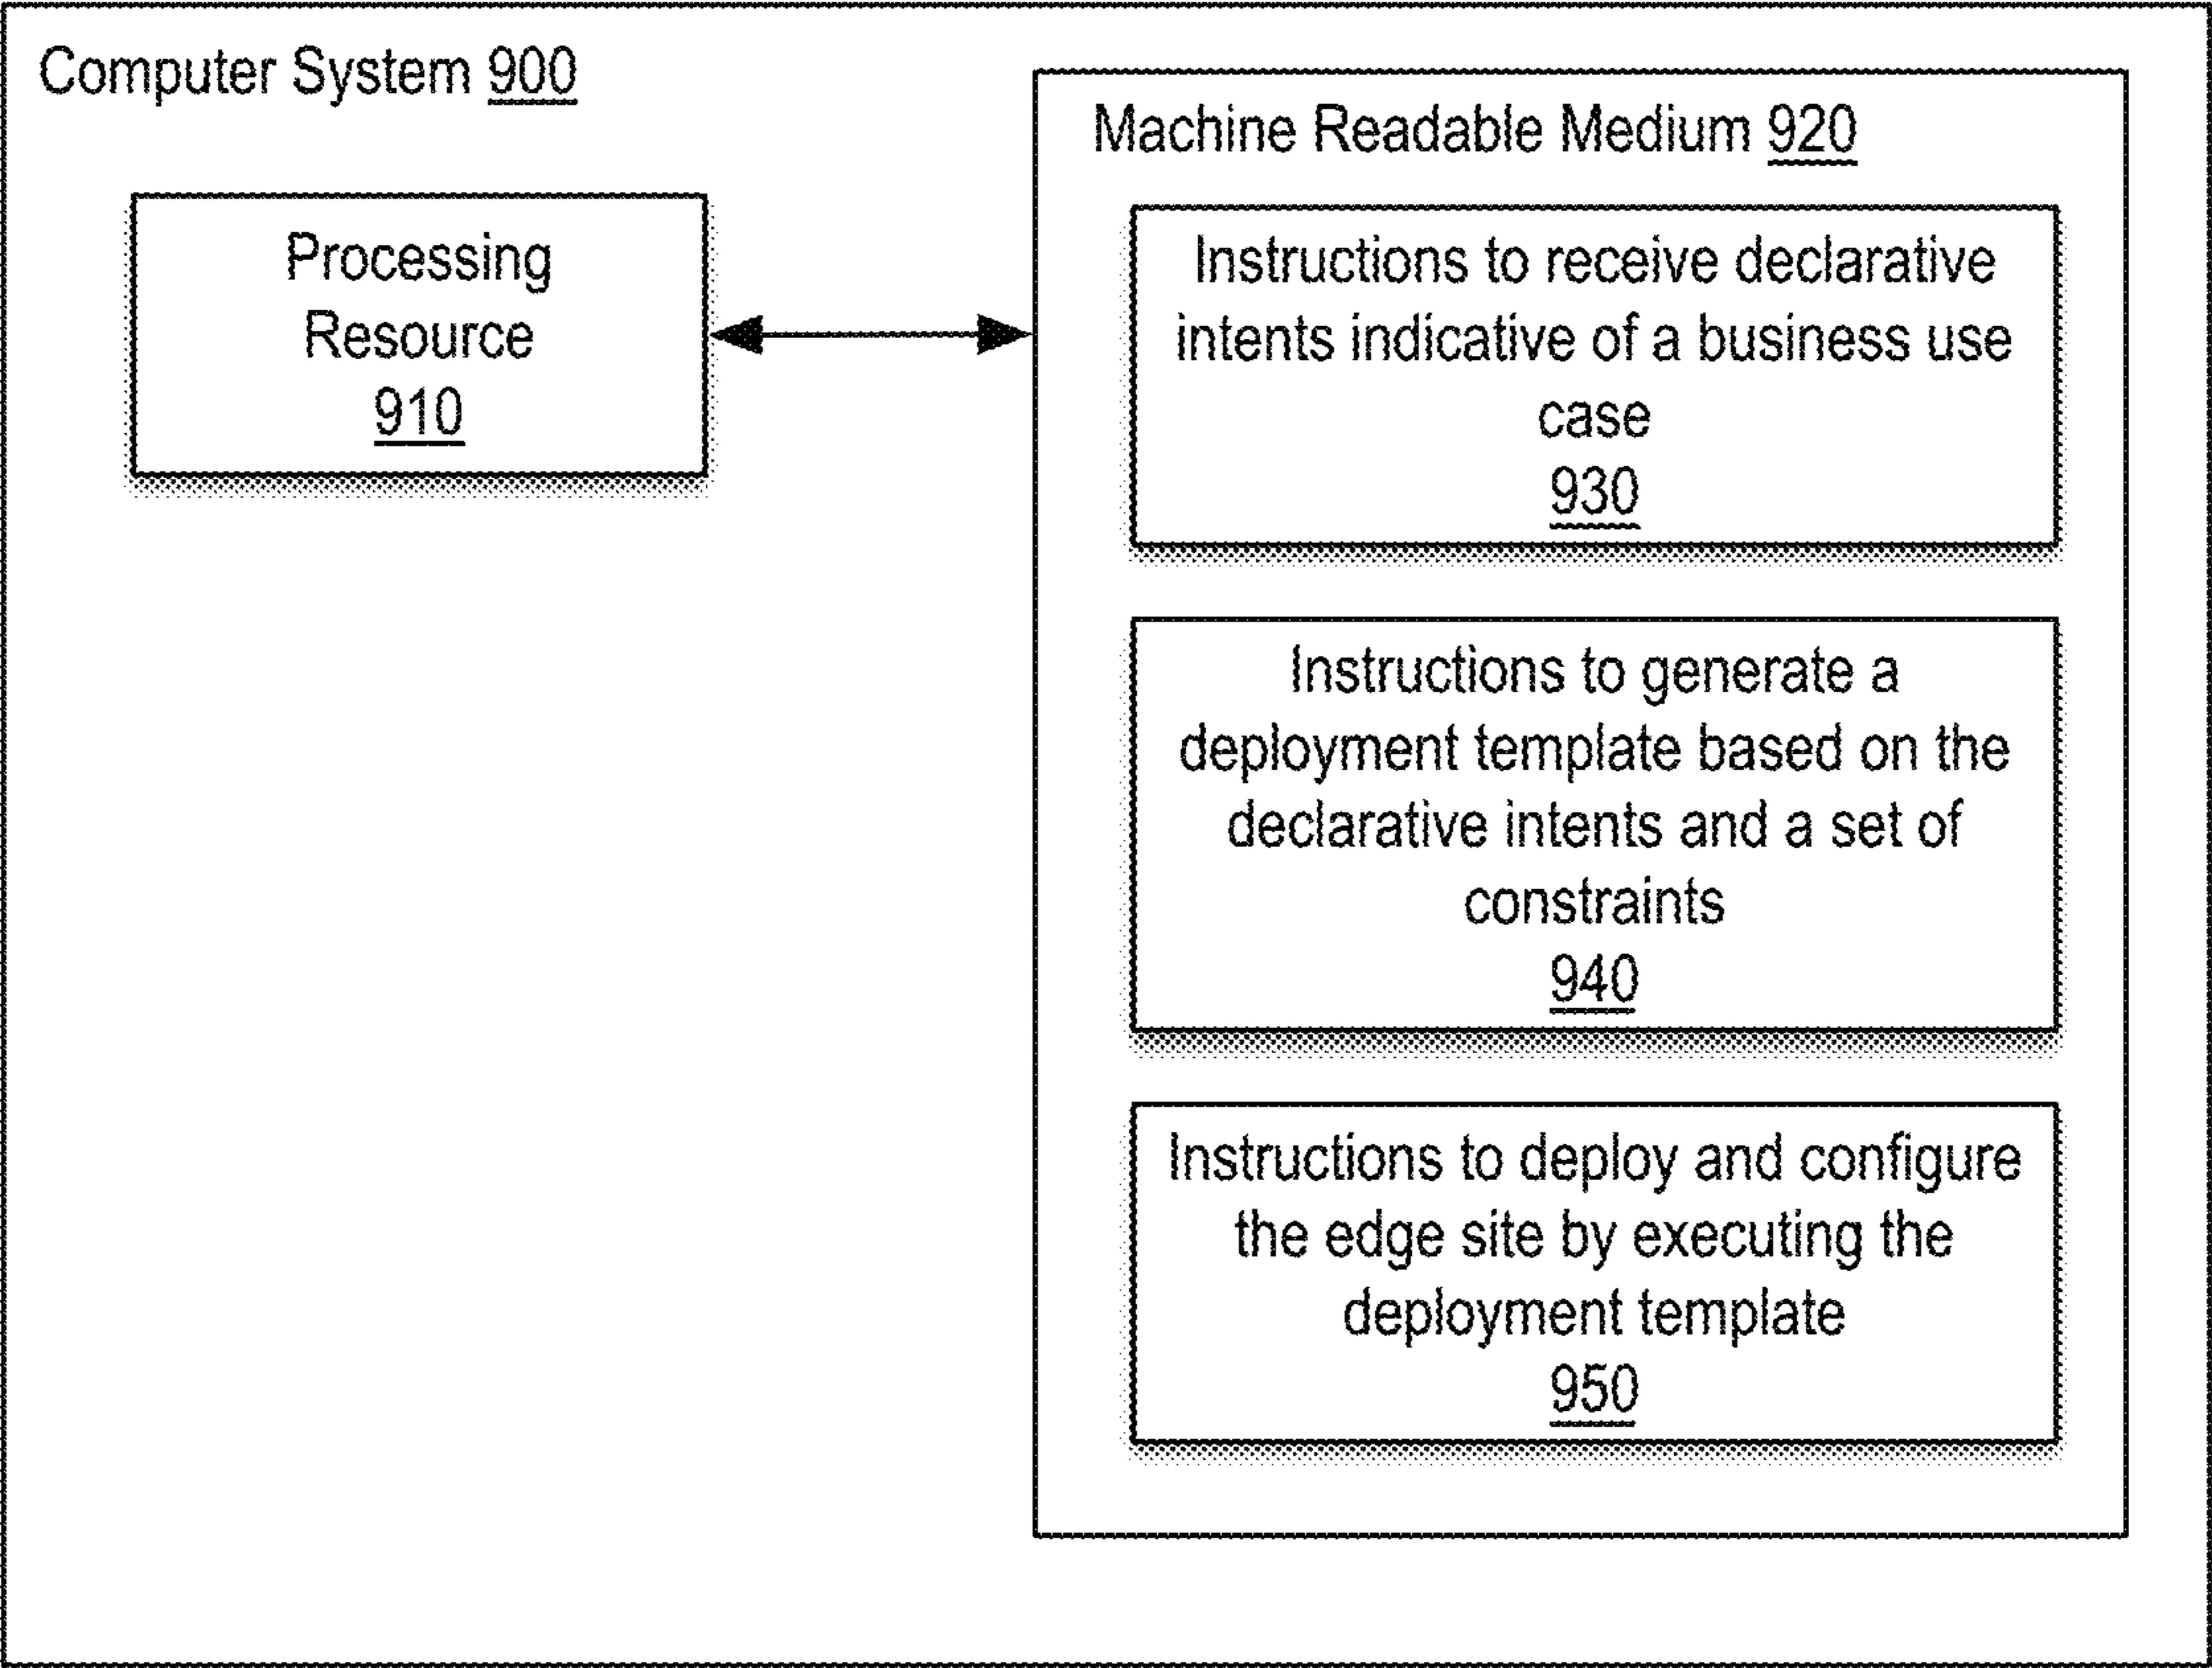 Computer System 900
Processing
Resource
910
Machine Readable Medium 920
Instructions to receive declarative
intents indicative of a business use
case
930
Instructions to generate a
deployment template based on the
declarative intents and a set of
constraints
940
Instructions to deploy and configure
the edge site by executing the
deployment template
950